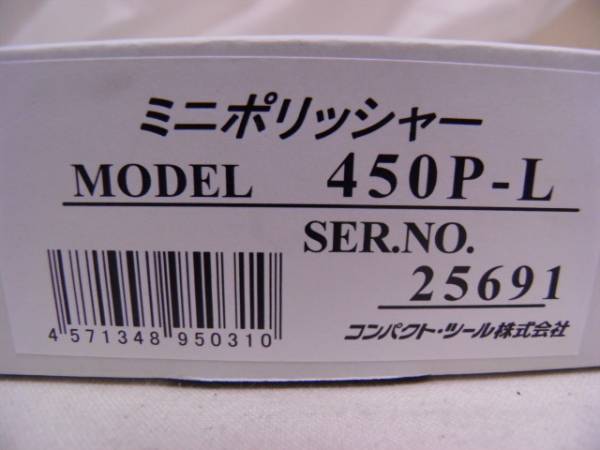 ミニポリッシャー
MODEL 450P-L
SER.NO.
25691
4 571348 950310
コンパクト・ツール株式会社